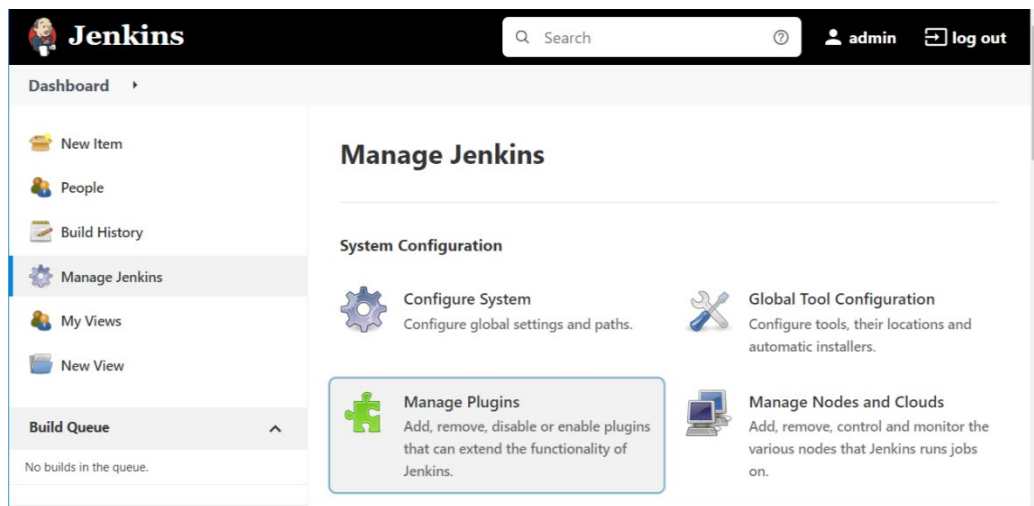 Jenkins
Search
admin
log out
Dashboard
New Item
People
Build History
Manage Jenkins
My Views
New View
Build Queue
No builds in the queue.
Manage Jenkins
System Configuration
Configure System
Configure global settings and paths.
Global Tool Configuration
Configure tools, their locations and
automatic installers.
Manage Plugins
Add, remove, disable or enable plugins
that can extend the functionality of
Jenkins.
Manage Nodes and Clouds
Add, remove, control and monitor the
various nodes that Jenkins runs jobs
on.